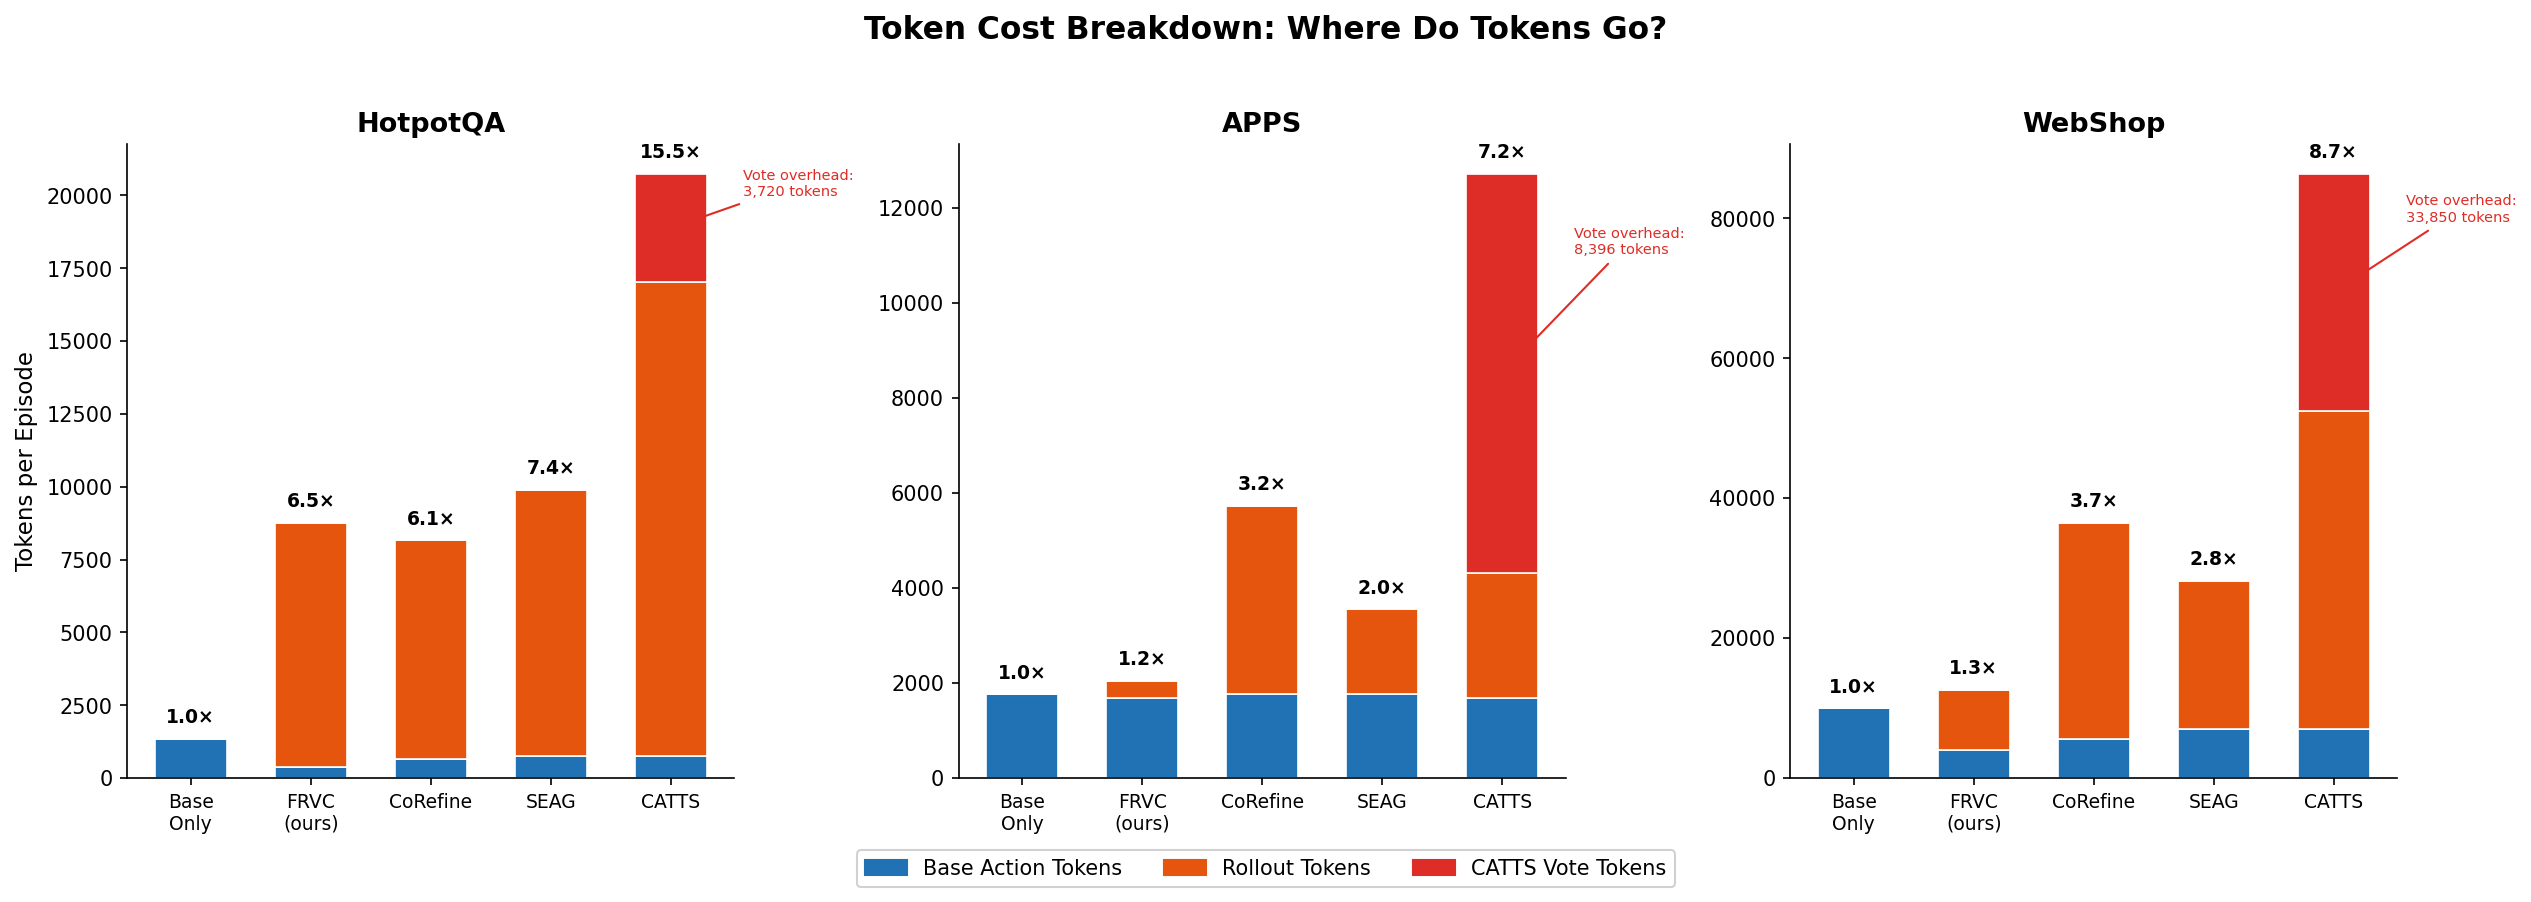 Token Cost Breakdown: Where Do Tokens Go?
HotpotQA
Tokens per Episode
20000
17500
15000
12500
10000
7500
5000
2500
0
1.0×
6.5×
6.1×
7.4×
15.5×
Vote overhead:
3,720 tokens
Base
Only
FRVC
(ours)
CoRefine
SEAG
CATTS
APPS
12000
10000
8000
6000
4000
2000
0
1.0×
1.2×
3.2×
2.0×
7.2×
Vote overhead:
8,396 tokens
Base
Only
FRVC
(ours)
CoRefine
SEAG
CATTS
WebShop
80000
60000
40000
20000
0
1.0×
1.3×
3.7×
2.8×
8.7×
Vote overhead:
33,850 tokens
Base
Only
FRVC
(ours)
CoRefine
SEAG
CATTS
Base Action Tokens
Rollout Tokens
CATTS Vote Tokens